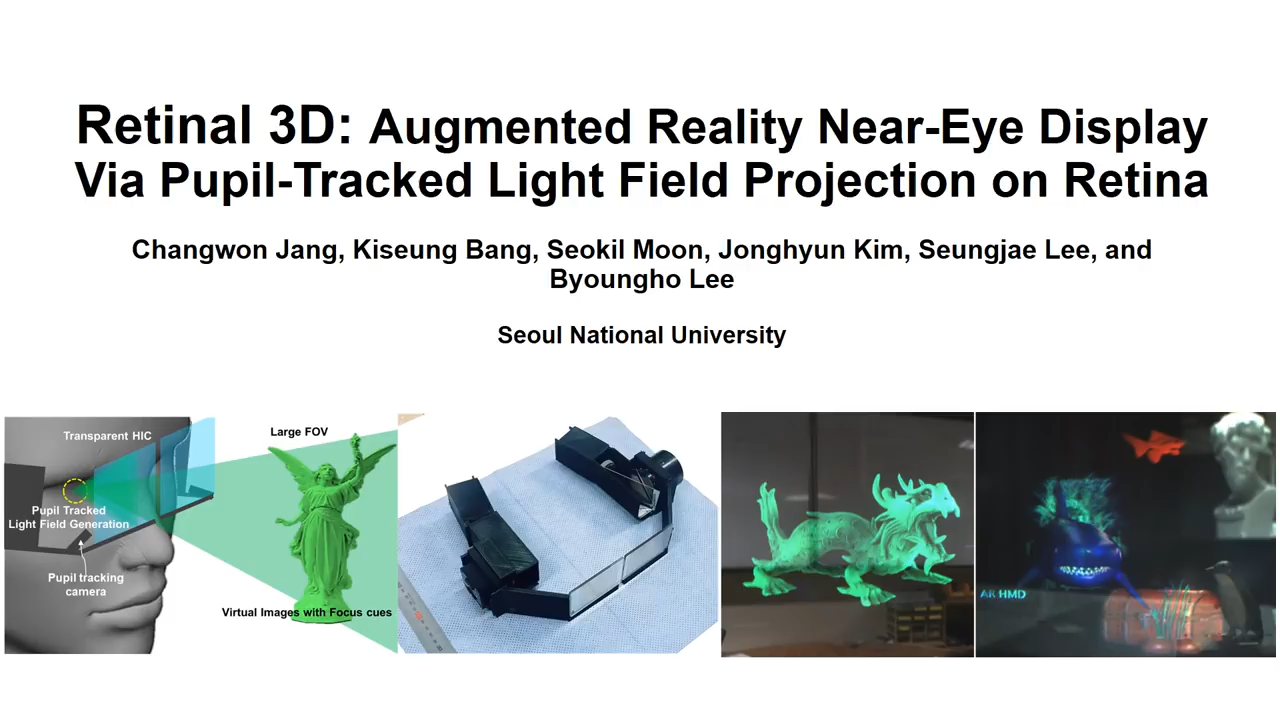 Retinal 3D: Augmented Reality Near-Eye Display
Via Pupil-Tracked Light Field Projection on Retina
Changwon Jang, Kiseung Bang, Seokil Moon, Jonghyun Kim, Seungjae Lee, and
Byoungho Lee
Seoul National University
Transparent HIC
Large FOV
Pupil Tracked
Light Field Generation
Pupil tracking
camera
Virtual Images with Focus cues
AR HMD